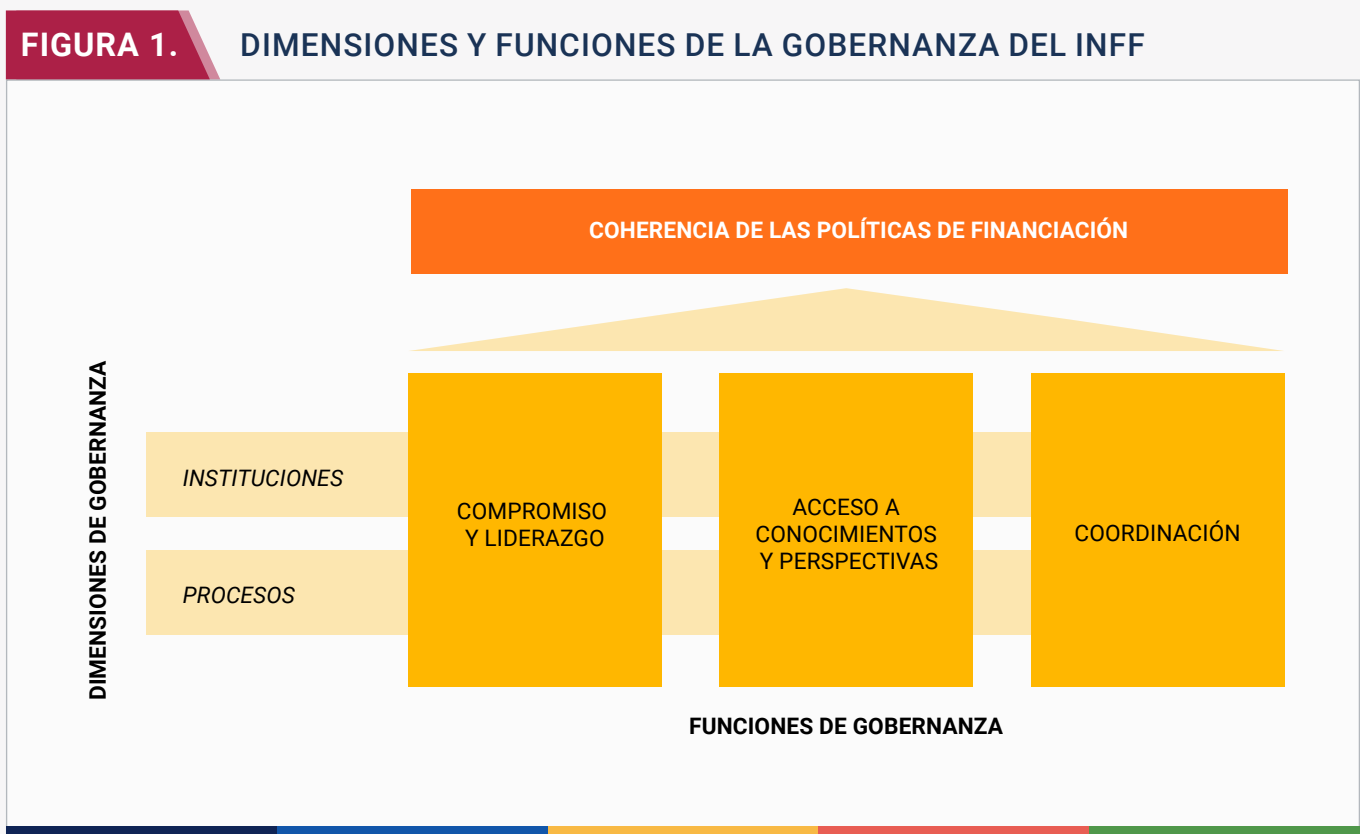 FIGURA 1.
DIMENSIONES Y FUNCIONES DE LA GOBERNANZA DEL INFF
COHERENCIA DE LAS POLÍTICAS DE FINANCIACIÓN
DIMENSIONES DE GOBERNANZA
INSTITUCIONES
PROCESOS
COMPROMISO
Y LIDERAZGO
ACCESO A
CONOCIMIENTOS
Y PERSPECTIVAS
COORDINACIÓN
FUNCIONES DE GOBERNANZA